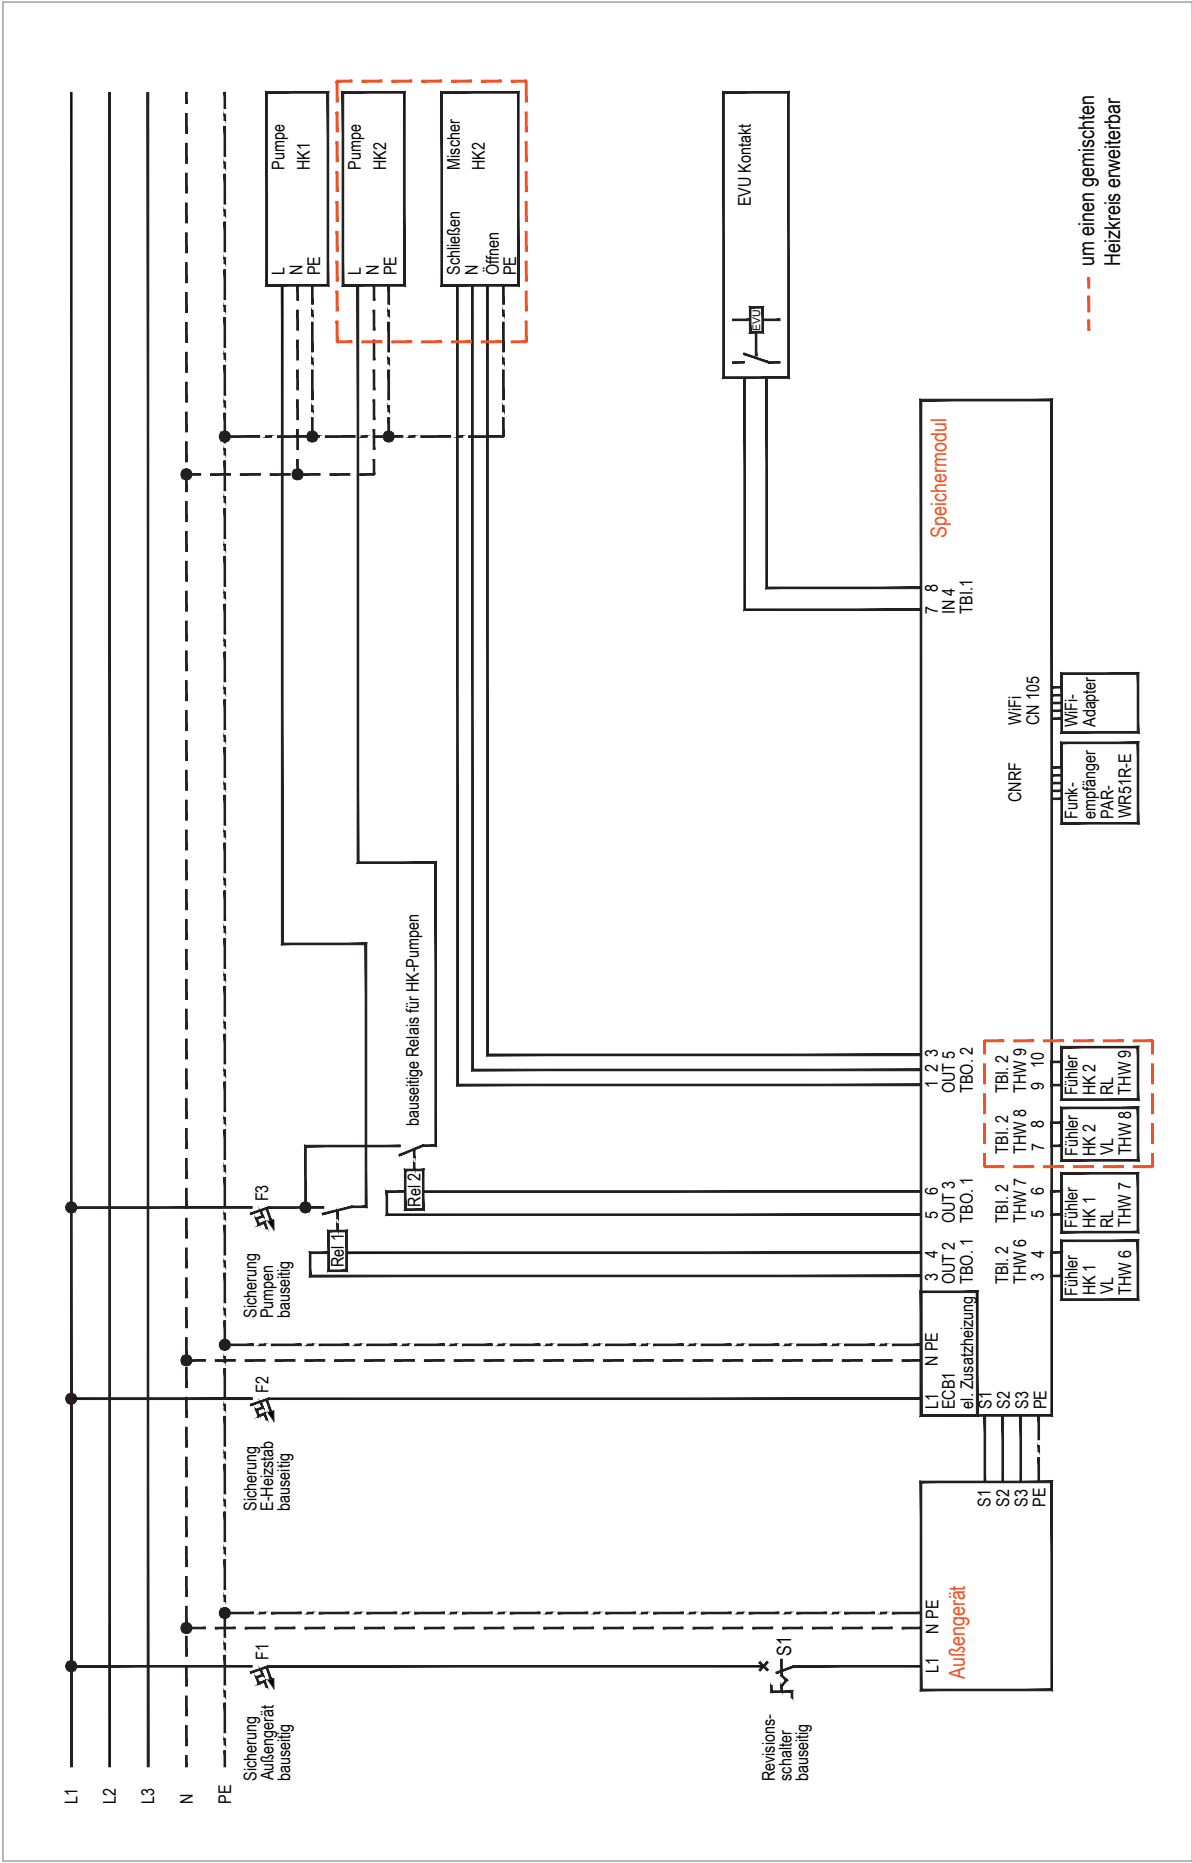 L1
L2
L3
N
PE
Sicherung
Außengerät
bauseitig
F1
Sicherung
E-Heizstab
bauseitig
F2
Sicherung
Pumpen
bauseitig
F3
Rel 1
Rel 2
bauseitige Relais für HK-Pumpen
Pumpe
HK1
L
N
PE
Pumpe
HK2
L
N
PE
Mischer
HK2
Schließen
N
Öffnen
PE
EVU Kontakt
EVU
um einen gemischten
Heizkreis erweiterbar
Revisions-
schalter
bauseitig
S1
L1
N PE
Außengerät
S1
S2
S3
PE
L1
N PE
ECB1
el. Zusatzheizung
S1
S2
S3
PE
3 4
OUT 2
TBO. 1
5 6
OUT 3
TBO. 1
1 2 3
OUT 5
TBO. 2
7 8
IN 4
TBI.1
Speichermodul
TBI. 2
THW 6
3 4
TBI. 2
THW 7
5 6
TBI. 2
THW 8
7 8
TBI. 2
THW 9
9 10
CNRF
WiFi
CN 105
Fühler
HK 1
VL
THW 6
Fühler
HK 1
RL
THW 7
Fühler
HK 2
VL
THW 8
Fühler
HK 2
RL
THW 9
Funk-
empfänger
PAR-
WR51R-E
WiFi-
Adapter